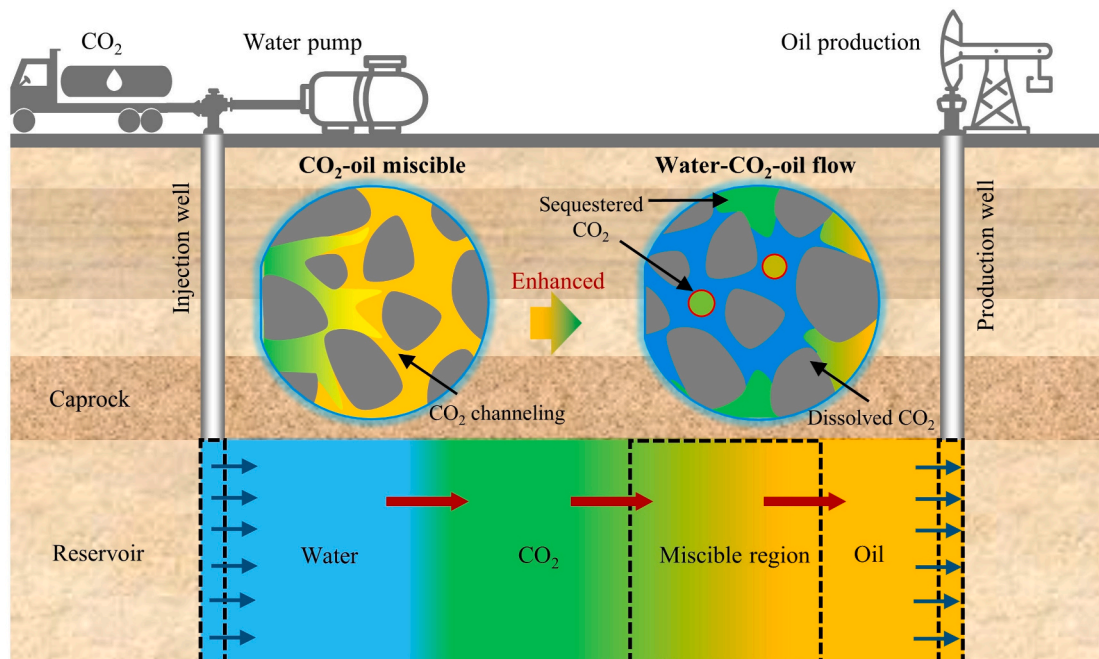 CO₂
Water pump
Oil production
CO₂-oil miscible
Water-CO₂-oil flow
Sequestered
CO₂
Injection well
Enhanced
Production well
Caprock
CO₂ channeling
Dissolved CO₂
Reservoir
Water
CO₂
Miscible region
Oil